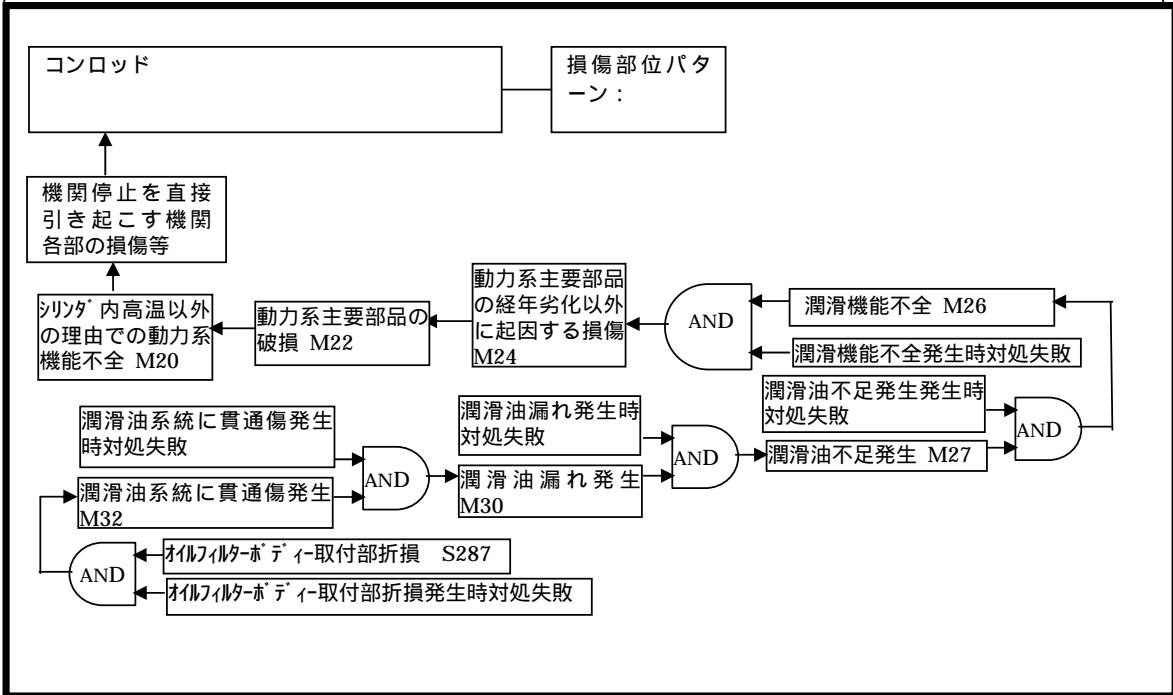 コンロッド
損傷部位パタ
ーン：
機関停止を直接
引き起こす機関
各部の損傷等
ｼﾘﾝﾀﾞ内高温以外
の理由での動力系
機能不全 M20
動力系主要部品の
破損 M22
動力系主要部品
の経年劣化以外
に起因する損傷
M24
AND
潤滑機能不全 M26
潤滑機能不全発生時対処失敗
潤滑油系統に貫通傷発生
時対処失敗
潤滑油系統に貫通傷発生
M32
AND
潤滑油漏れ発生時
対処失敗
潤滑油漏れ発生
M30
AND
潤滑油不足発生発生時
対処失敗
潤滑油不足発生 M27
AND
AND
ｵｲﾙﾌｨﾙﾀｰﾎﾞﾃﾞｨｰ取付部折損 S287
ｵｲﾙﾌｨﾙﾀｰﾎﾞﾃﾞｨｰ取付部折損発生時対処失敗